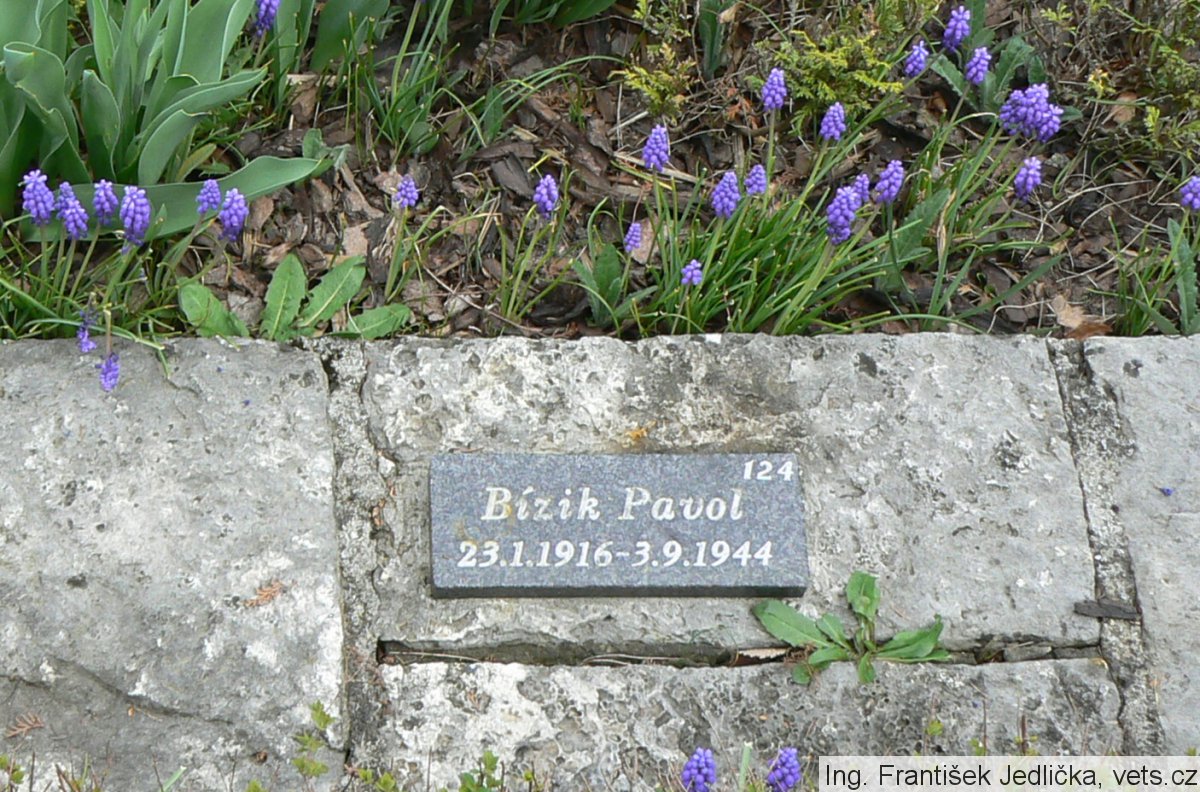 124
Bízik Pavol
23.1.1916-3.9.1944
Ing. František Jedlička, vets.cz